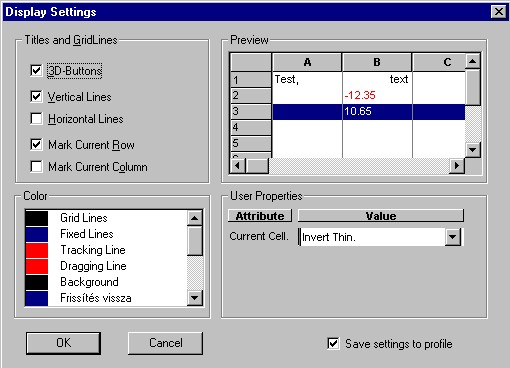 Display Settings
Titles and GridLines
3D-Buttons
Vertical Lines
Horizontal Lines
Mark Current Row
Mark Current Column
Preview
A B C
1 Test, text
2 -12.35
3 10.65
4
5
Color
Grid Lines
Fixed Lines
Tracking Line
Dragging Line
Background
Frissítés vissza
User Properties
Attribute Value
Current Cell. Invert Thin.
OK
Cancel
Save settings to profile